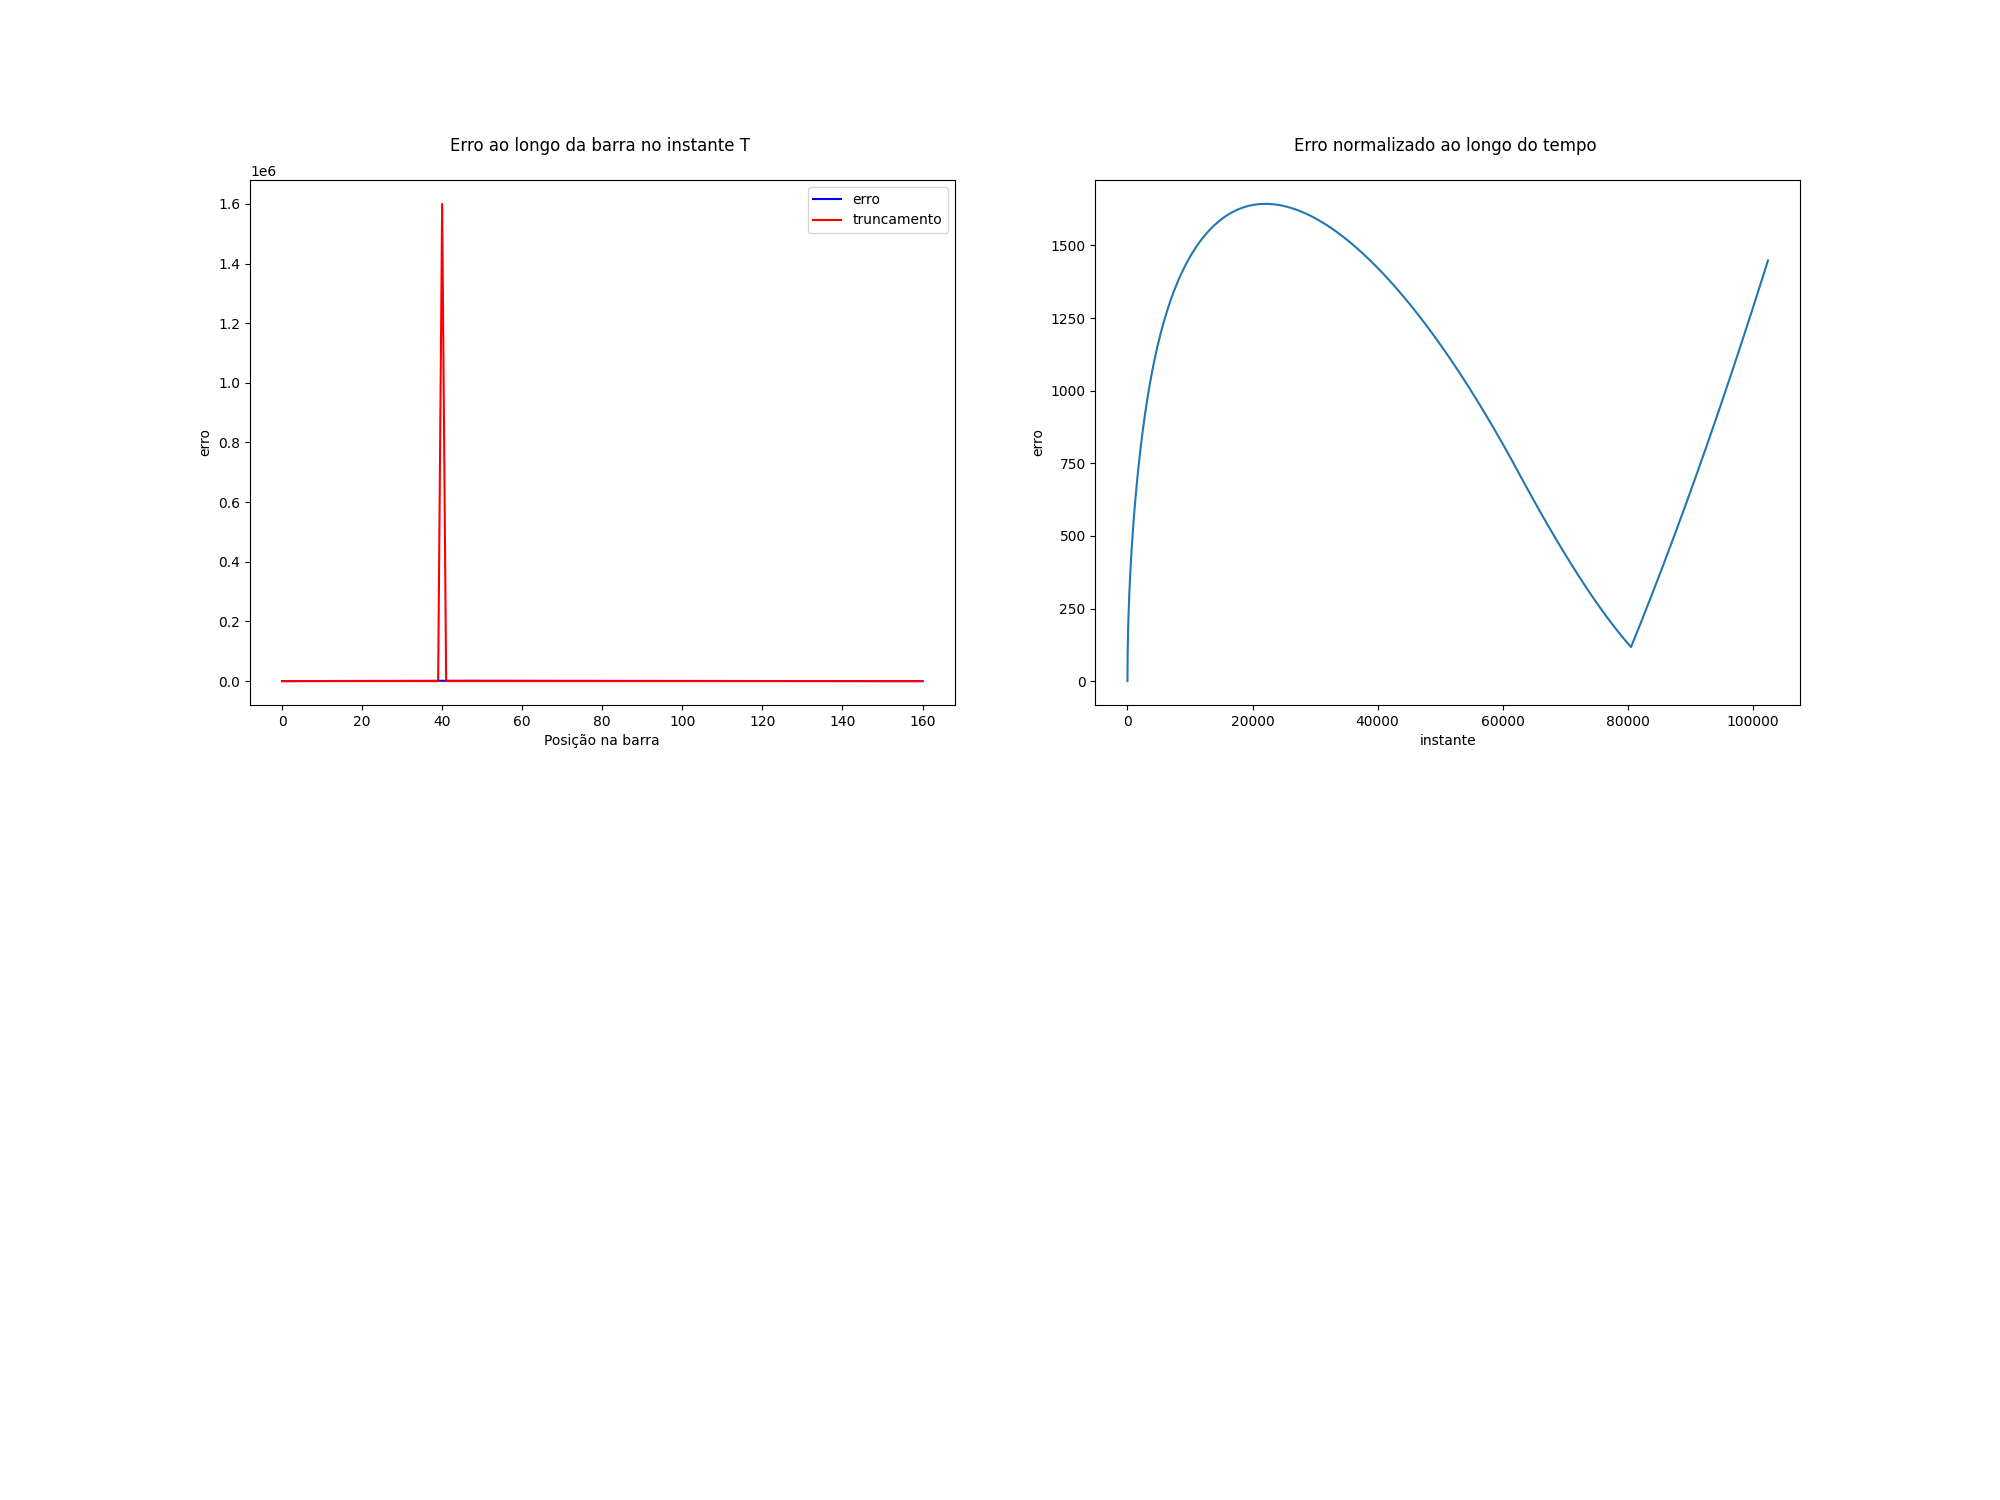 Erro ao longo da barra no instante T
1e6
erro
truncamento
1.6
1.4
1.2
1.0
0.8
0.6
0.4
0.2
0.0
erro
0 20 40 60 80 100 120 140 160
Posição na barra
Erro normalizado ao longo do tempo
1500
1250
1000
750
500
250
0
erro
0 20000 40000 60000 80000 100000
instante